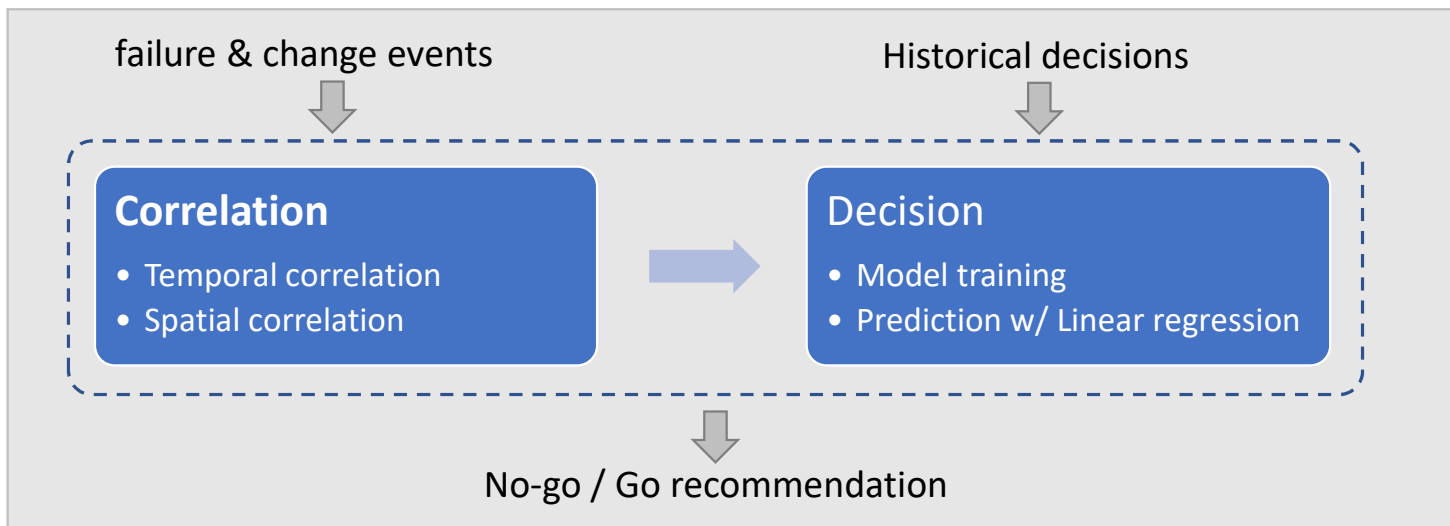 failure & change events
Historical decisions
Correlation
• Temporal correlation
• Spatial correlation
Decision
• Model training
• Prediction w/ Linear regression
No-go / Go recommendation